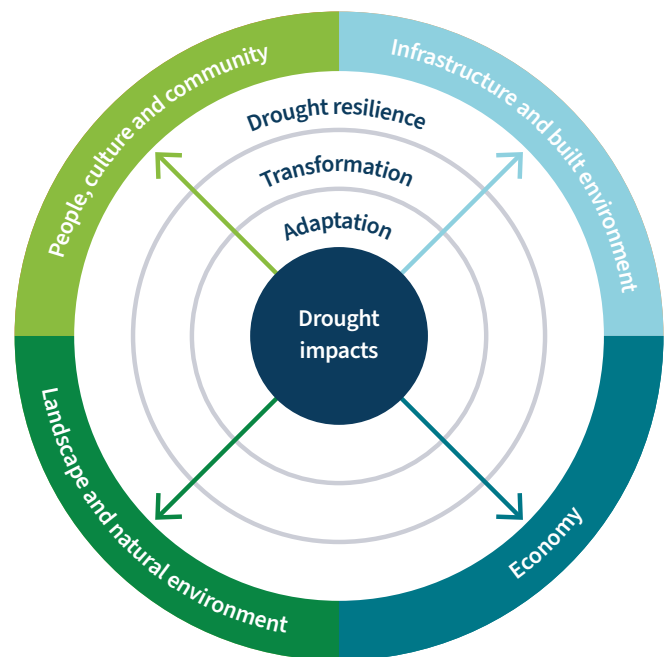 People, culture and community
Infrastructure and built environment
Drought resilience
Transformation
Adaptation
Drought
impacts
Landscape and natural environment
Economy